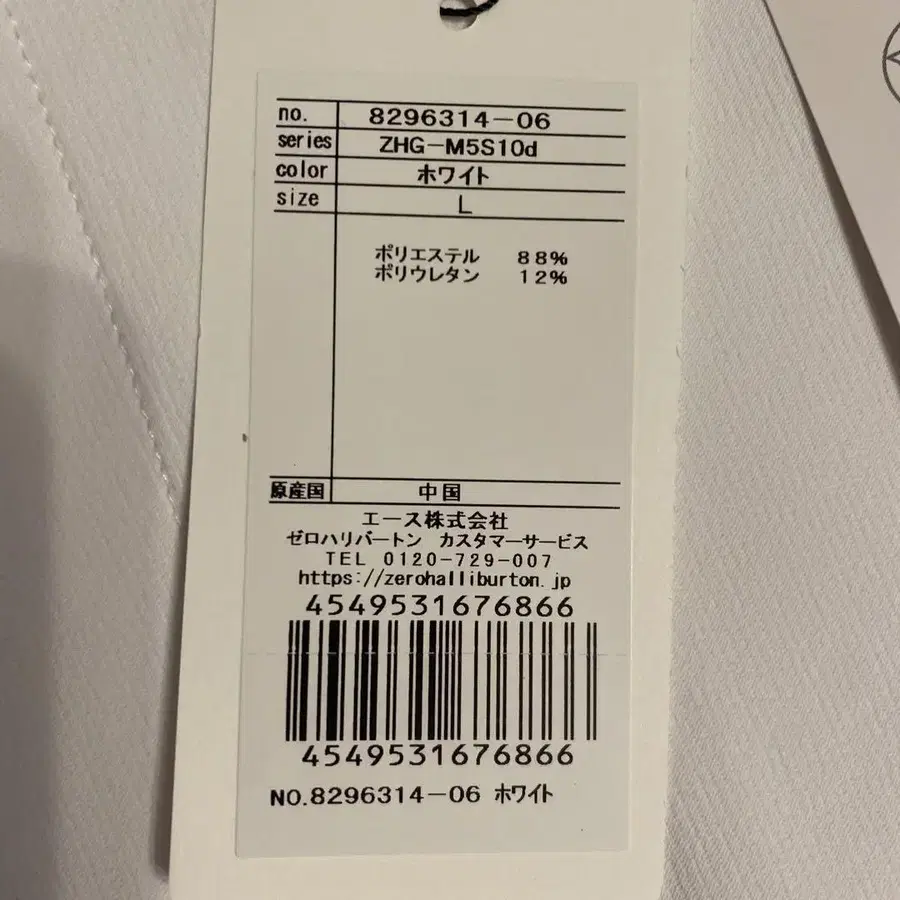 no. 8296314-06
series ZHG-M5S10d
color ホワイト
size L
ポリエステル 88%
ポリウレタン 12%
原産国 中国
エース株式会社
ゼロハリバートン カスタマーサービス
TEL 0120-729-007
https://zerohalliburton.jp
4549531676866
4549531676866
NO.8296314-06 ホワイト